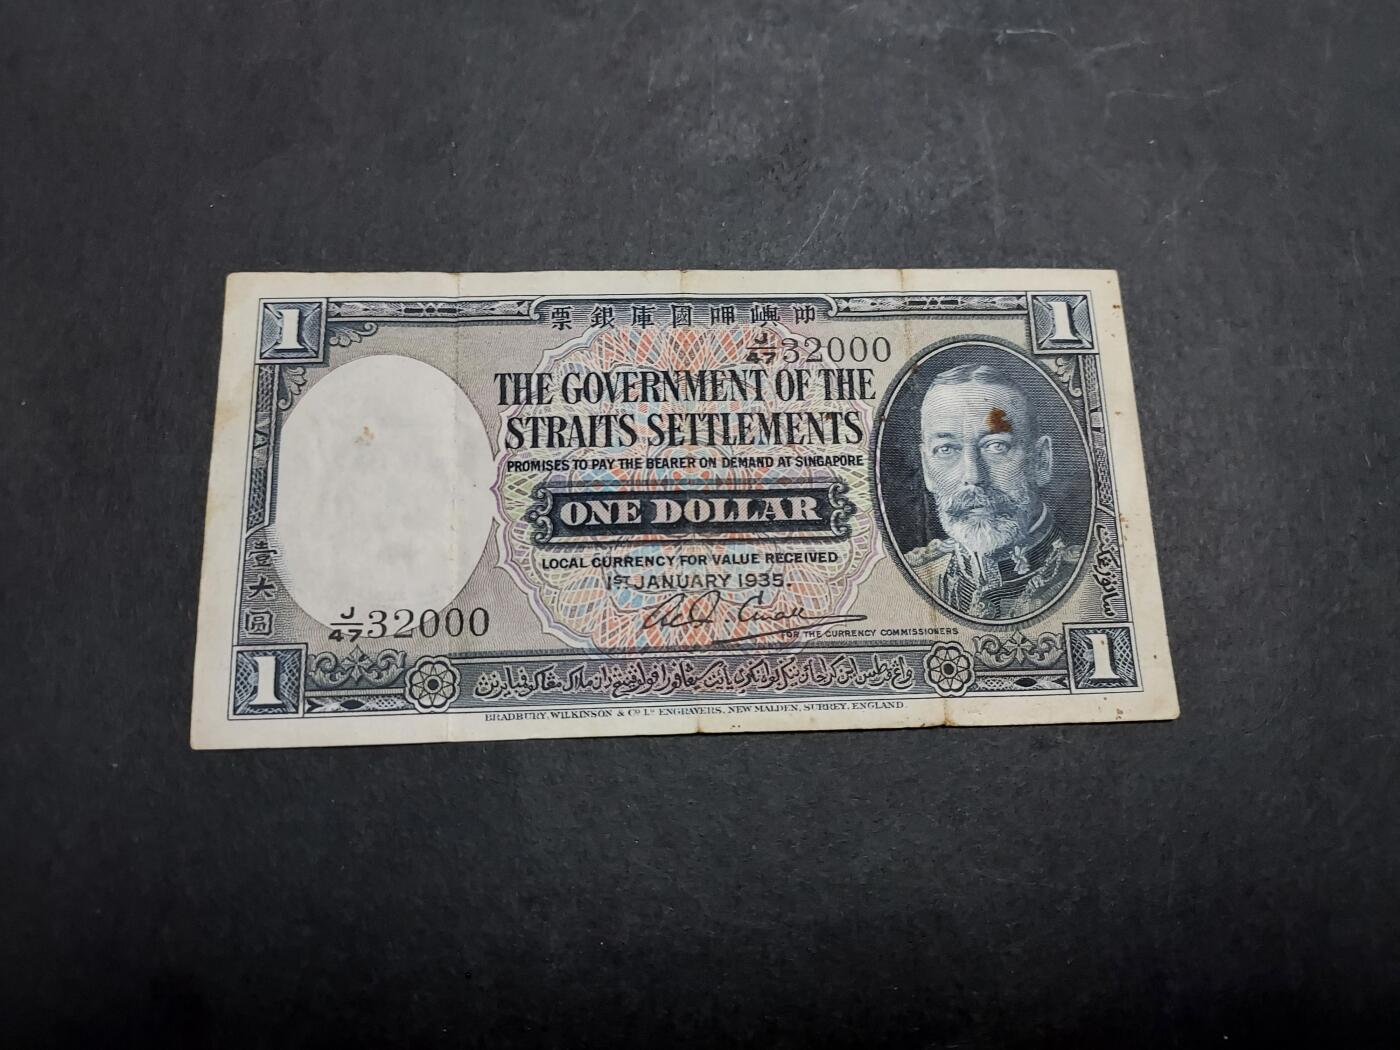 1
票銀庫國呷嶼叻
1
J/47 32000
THE GOVERNMENT OF THE
STRAITS SETTLEMENTS
PROMISES TO PAY THE BEARER ON DEMAND AT SINGAPORE
ONE DOLLAR
LOCAL CURRENCY FOR VALUE RECEIVED
1ST JANUARY 1935.
J/47 32000
FOR THE CURRENCY COMMISSIONERS
壹大圓
1
1
BRADBURY, WILKINSON & Co Ld ENGRAVERS, NEW MALDEN, SURREY, ENGLAND.